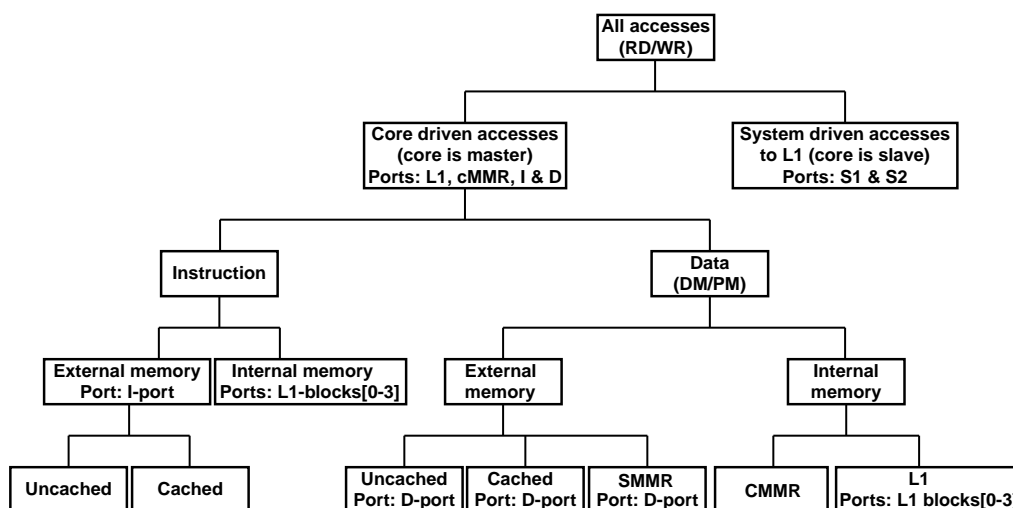 All accesses
(RD/WR)
Core driven accesses
(core is master)
Ports: L1, cMMR, I & D
System driven accesses
to L1 (core is slave)
Ports: S1 & S2
Instruction
Data
(DM/PM)
External memory
Port: I-port
Internal memory
Ports: L1-blocks[0-3]
External
memory
Internal
memory
Uncached
Cached
Uncached
Port: D-port
Cached
Port: D-port
SMMR
Port: D-port
CMMR
L1
Ports: L1 blocks[0-3]